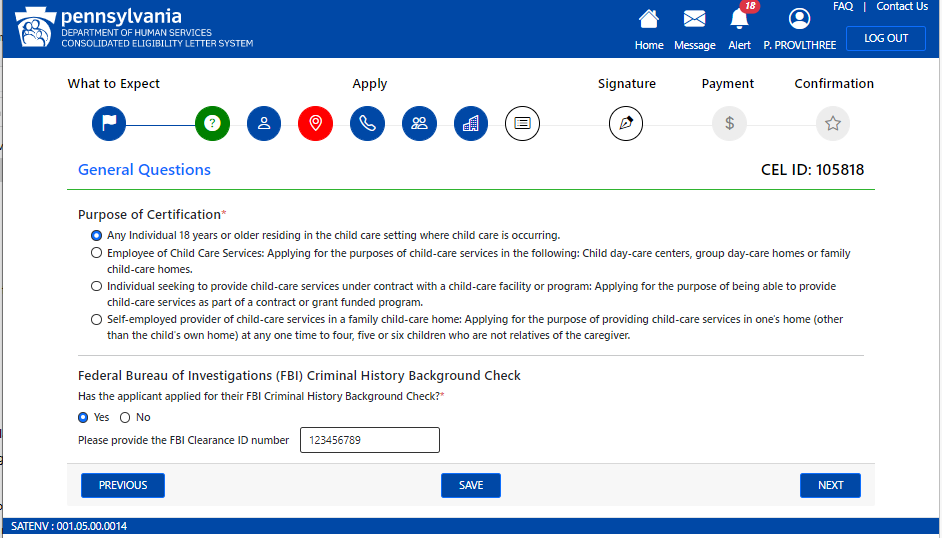 pennsylvania
DEPARTMENT OF HUMAN SERVICES
CONSOLIDATED ELIGIBILITY LETTER SYSTEM
Home
Message
18
Alert
P. PROVLTHREE
FAQ | Contact Us
LOG OUT
What to Expect
Apply
Signature
Payment
Confirmation
?
$
General Questions
CEL ID: 105818
Purpose of Certification*
Any Individual 18 years or older residing in the child care setting where child care is occurring.
Employee of Child Care Services: Applying for the purposes of child-care services in the following: Child day-care centers, group day-care homes or family
child-care homes.
Individual seeking to provide child-care services under contract with a child-care facility or program: Applying for the purpose of being able to provide
child-care services as part of a contract or grant funded program.
Self-employed provider of child-care services in a family child-care home: Applying for the purpose of providing child-care services in one's home (other
than the child's own home) at any one time to four, five or six children who are not relatives of the caregiver.
Federal Bureau of Investigations (FBI) Criminal History Background Check
Has the applicant applied for their FBI Criminal History Background Check?*
Yes No
Please provide the FBI Clearance ID number 123456789
PREVIOUS
SAVE
NEXT
SATENV : 001.05.00.0014